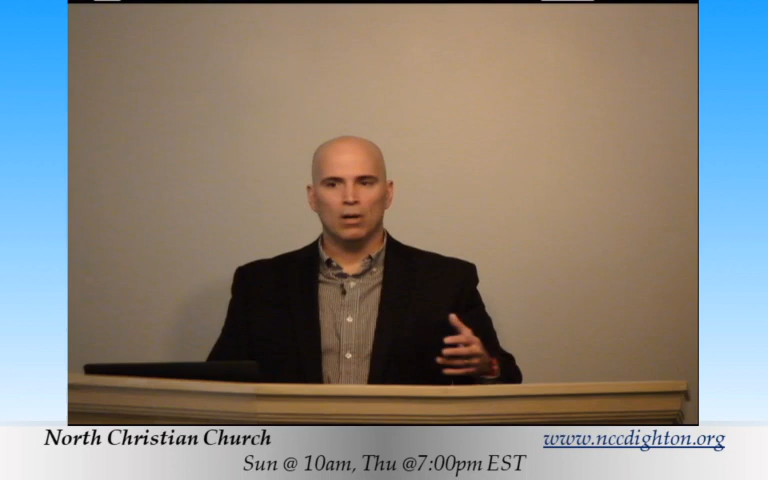 North Christian Church www.nccdighton.org
Sun @ 10am, Thu @7:00pm EST